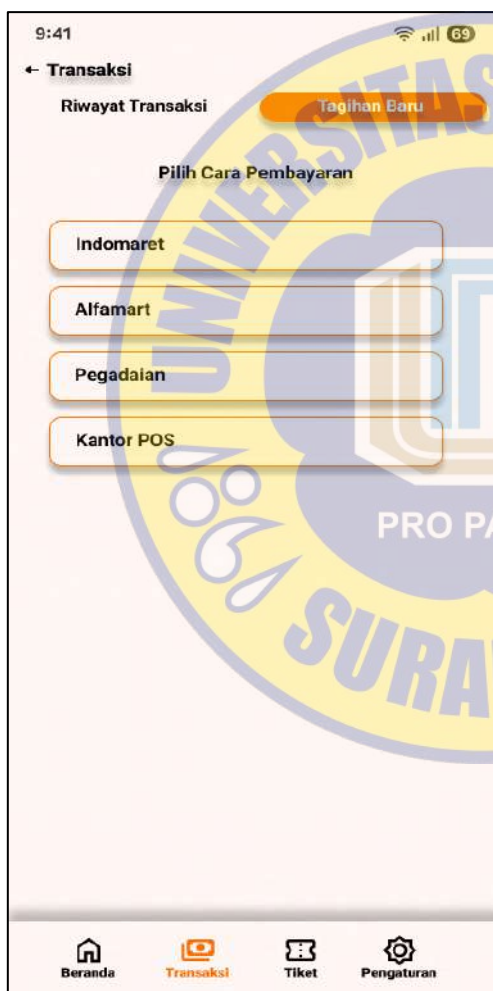 9:41
69
← Transaksi
Riwayat Transaksi
Tagihan Baru
Pilih Cara Pembayaran
Indomaret
Alfamart
Pegadaian
Kantor POS
UNIVERSITAS
PRO PA
SURA
Beranda
Transaksi
Tiket
Pengaturan